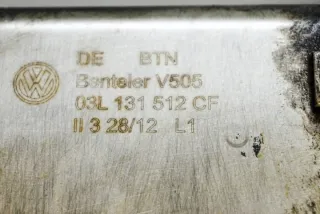 DE BTN
Benteler V505
03L 131 512 CF
II 3 28/12 L1